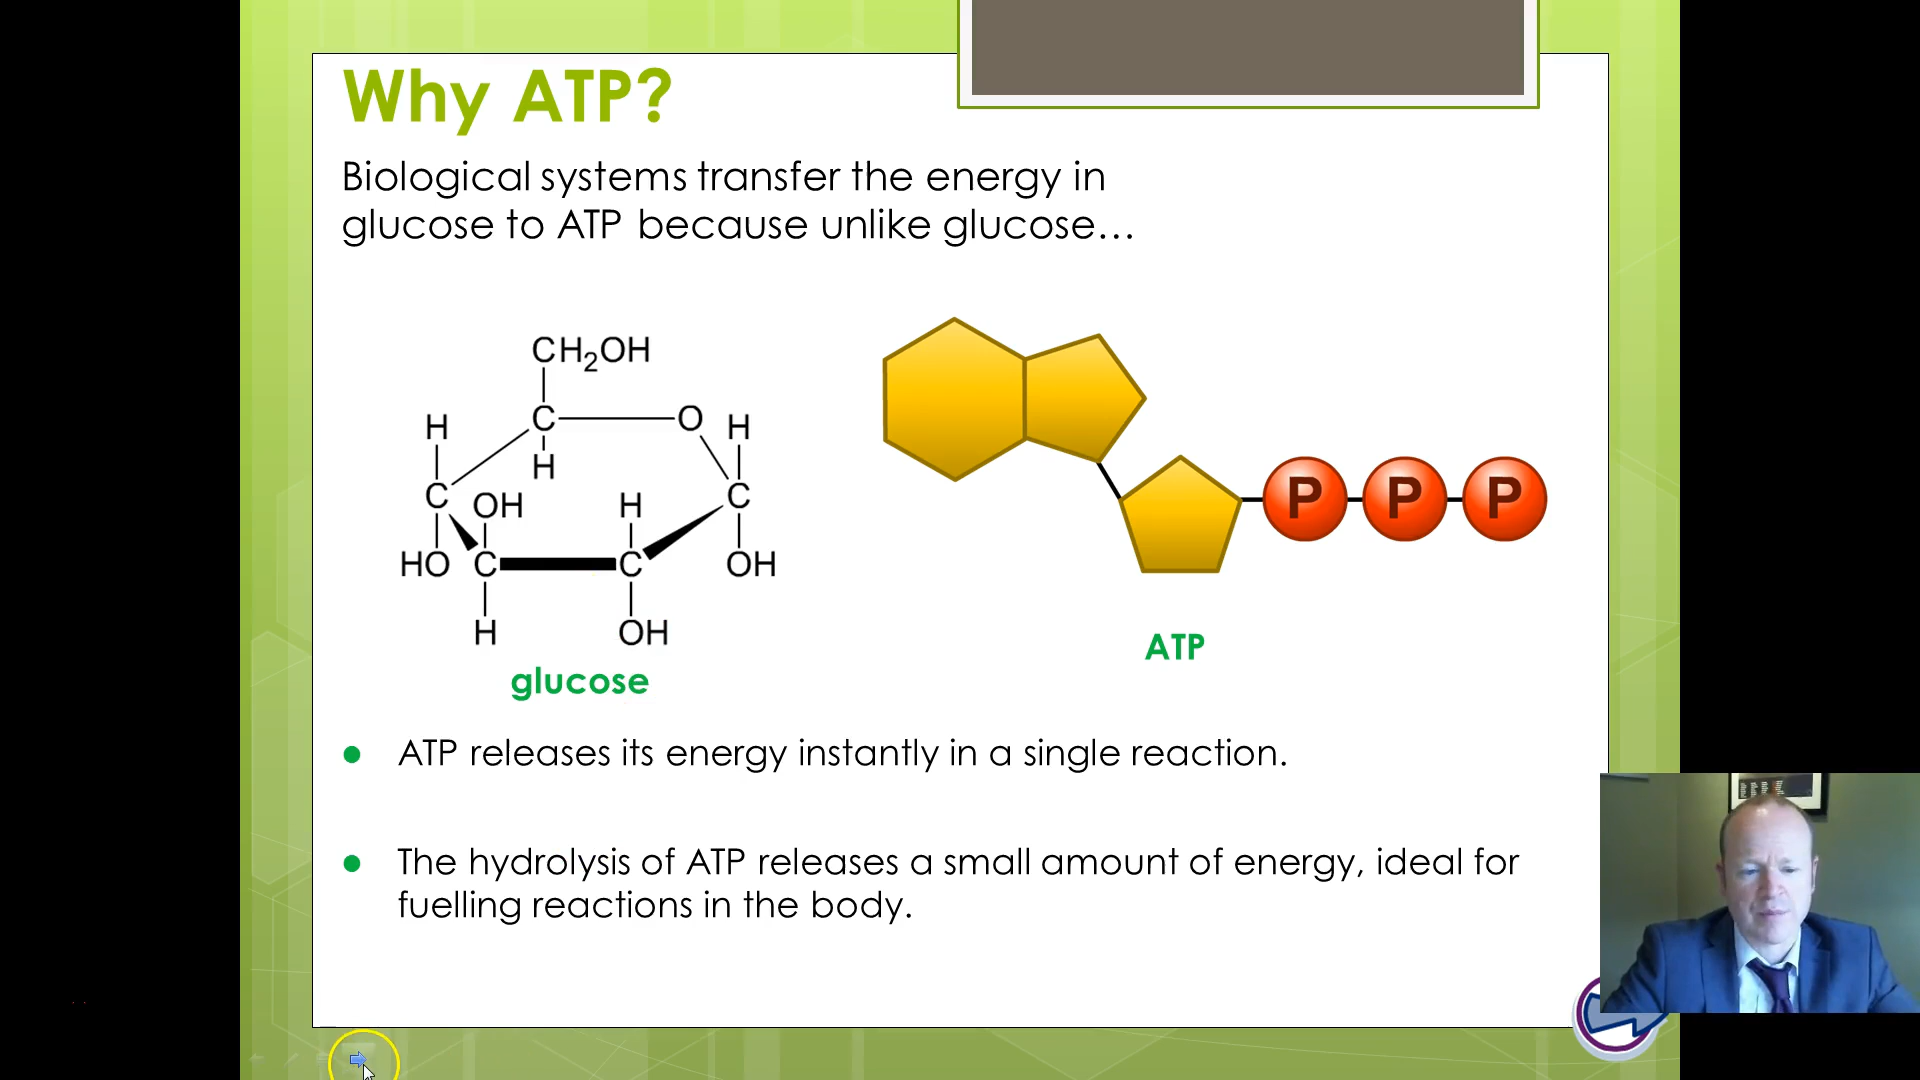 Why ATP?
Biological systems transfer the energy in
glucose to ATP because unlike glucose...
CH₂OH
H C O H
H
C OH H C
HO C C OH
H OH
glucose
P P P
ATP
● ATP releases its energy instantly in a single reaction.
● The hydrolysis of ATP releases a small amount of energy, ideal for
fuelling reactions in the body.